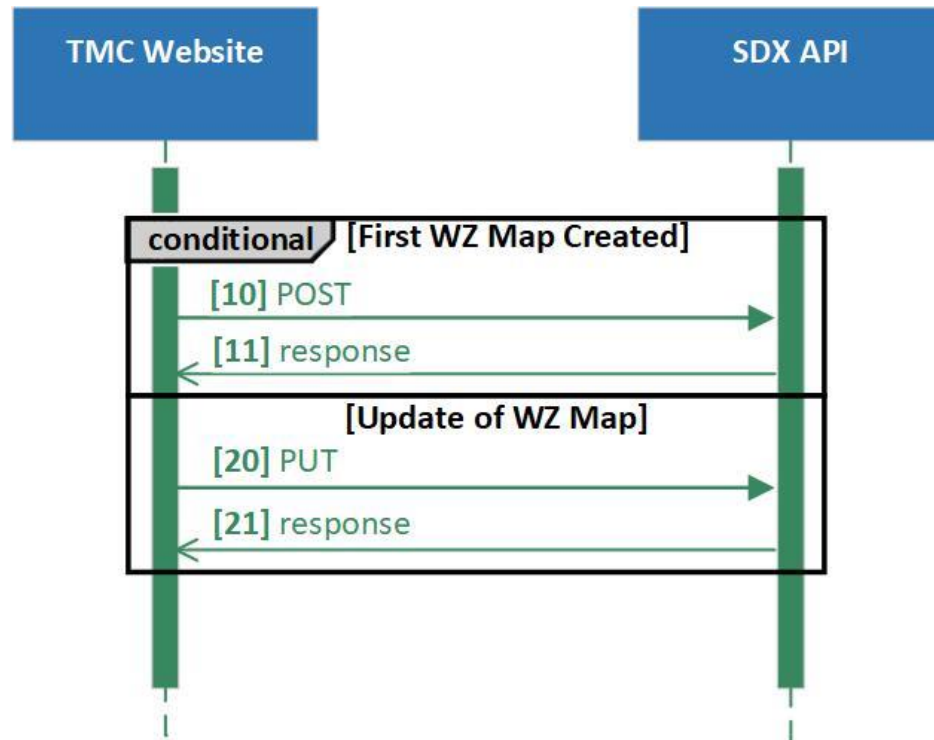 TMC Website
SDX API
conditional [First WZ Map Created]
[10] POST
[11] response
[Update of WZ Map]
[20] PUT
[21] response